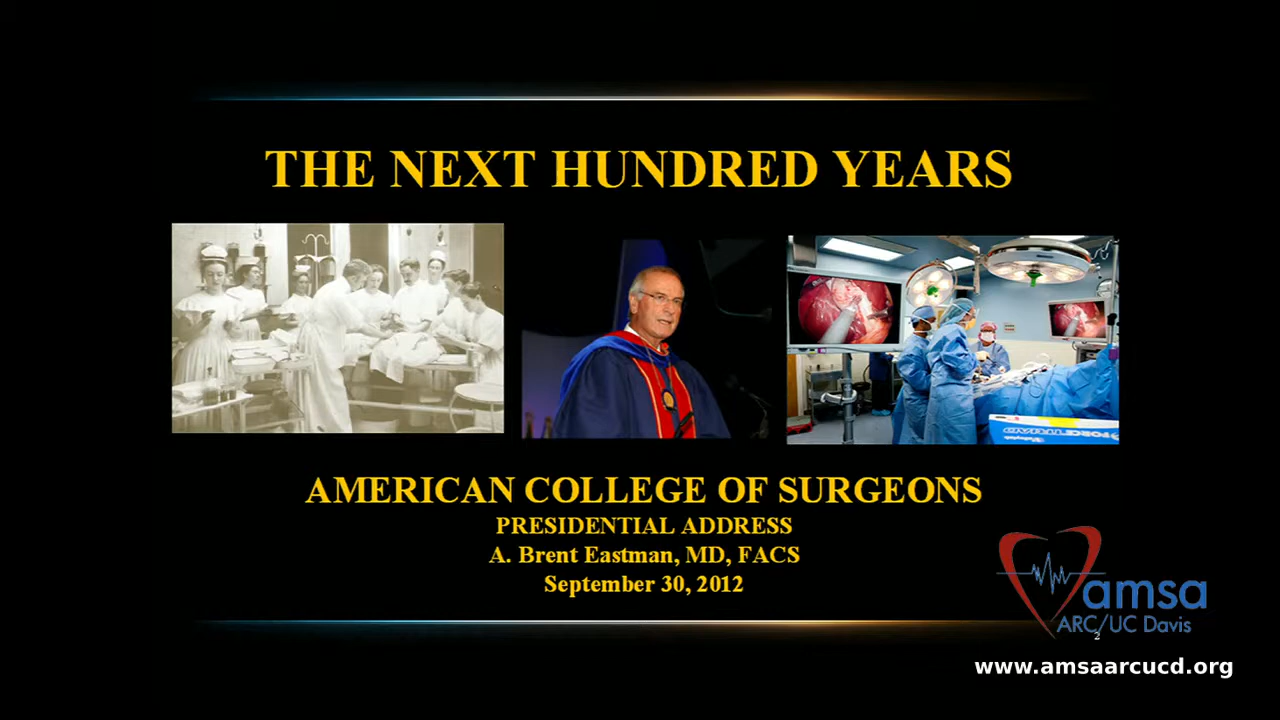 THE NEXT HUNDRED YEARS
AMERICAN COLLEGE OF SURGEONS
PRESIDENTIAL ADDRESS
A. Brent Eastman, MD, FACS
September 30, 2012
amsa
ARC/UC Davis
2
www.amsaarcucd.org